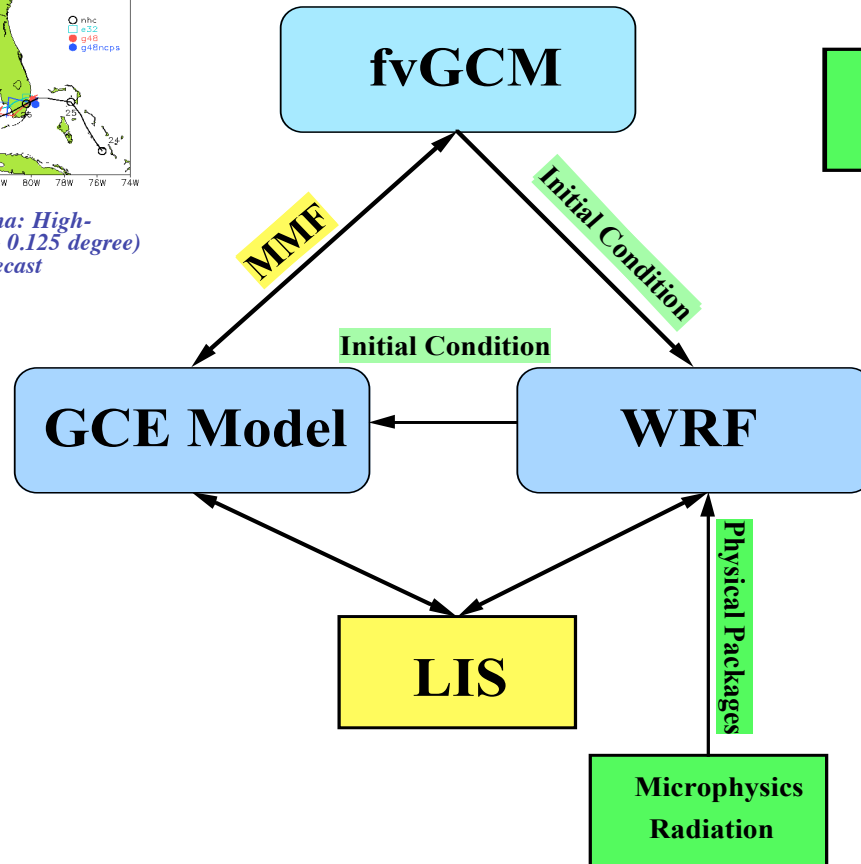 nhc
e32
g48
g48ncps
25
24
80W
78W
76W
74W
na: High-
0.125 degree)
ecast
fvGCM
MMF
Initial Condition
Initial Condition
GCE Model
WRF
Physical Packages
LIS
Microphysics
Radiation